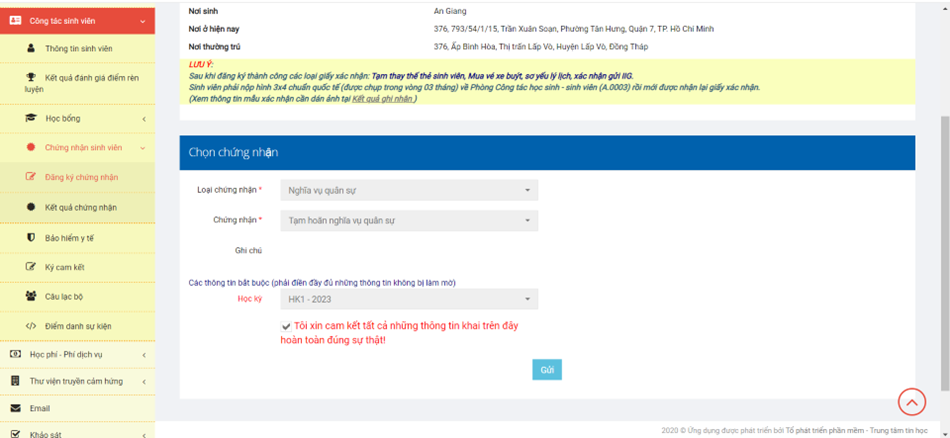 Công tác sinh viên
Thông tin sinh viên
Kết quả đánh giá điểm rèn
luyện
Học bổng
Chứng nhận sinh viên
Đăng ký chứng nhận
Kết quả chứng nhận
Bảo hiểm y tế
Ký cam kết
Câu lạc bộ
Điểm danh sự kiện
Học phí - Phí dịch vụ
Thư viện truyền cảm hứng
Email
Khảo sát
Nơi sinh An Giang
Nơi ở hiện nay 376, 793/54/1/15, Trần Xuân Soạn, Phường Tân Hưng, Quận 7, TP. Hồ Chí Minh
Nơi thường trú 376, Ấp Bình Hòa, Thị trấn Lấp Vò, Huyện Lấp Vò, Đồng Tháp
LƯU Ý:
Sau khi đăng ký thành công các loại giấy xác nhận: Tạm thay thế thẻ sinh viên, Mua vé xe buýt, sơ yếu lý lịch, xác nhận gửi IIG.
Sinh viên phải nộp hình 3x4 chuẩn quốc tế (được chụp trong vòng 03 tháng) về Phòng Công tác học sinh - sinh viên (A.0003) rồi mới được nhận lại giấy xác nhận.
(Xem thông tin mẫu xác nhận cần dán ảnh tại Kết quả ghi nhận )
Chọn chứng nhận
Loại chứng nhận * Nghĩa vụ quân sự
Chứng nhận * Tạm hoãn nghĩa vụ quân sự
Ghi chú
Các thông tin bắt buộc (phải điền đầy đủ những thông tin không bị làm mờ)
Học kỳ HK1 - 2023
Tôi xin cam kết tất cả những thông tin khai trên đây
hoàn toàn đúng sự thật!
Gửi
2020 © Ứng dụng được phát triển bởi Tổ phát triển phần mềm - Trung tâm tin học